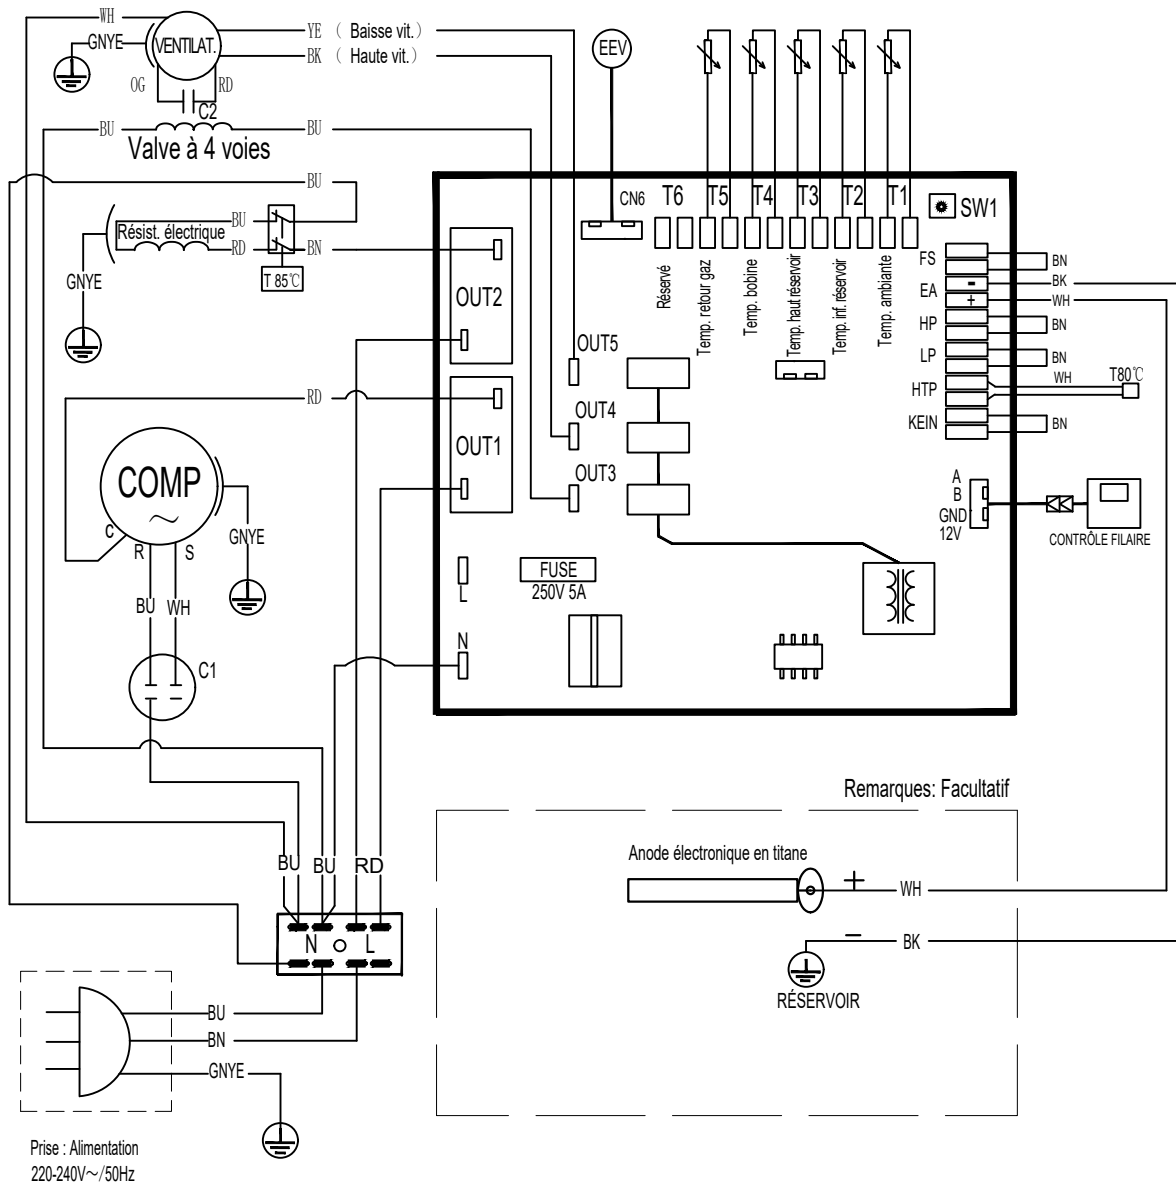 WH
GNYE
VENTILAT.
YE ( Baisse vit.)
BK ( Haute vit.)
OG
RD
C2
BU
BU
Valve à 4 voies
EEV
BU
BU
Résist. électrique
RD
BN
GNYE
T 85℃
CN6
T6
T5
T4
T3
T2
T1
SW1
Réservé
Temp. retour gaz
Temp. bobine
Temp. haut réservoir
Temp. inf. réservoir
Temp. ambiante
FS
BN
EA
-
BK
+
WH
HP
BN
LP
BN
HTP
WH
T80℃
KEIN
BN
OUT2
OUT5
OUT4
OUT1
OUT3
RD
COMP
~
C
R
S
GNYE
BU
WH
C1
A
B
GND
12V
CONTRÔLE FILAIRE
L
FUSE
250V 5A
N
Remarques: Facultatif
Anode électronique en titane
+
WH
−
BK
RÉSERVOIR
BU
BU
RD
N
L
BU
BN
GNYE
Prise : Alimentation
220-240V~/50Hz